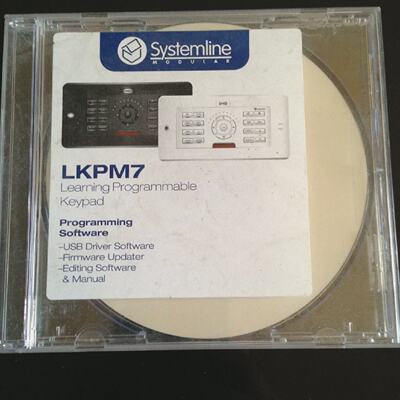 Systemline
MODULAR
LKPM7
Learning Programmable
Keypad
Programming
Software
–USB Driver Software
–Firmware Updater
–Editing Software
& Manual